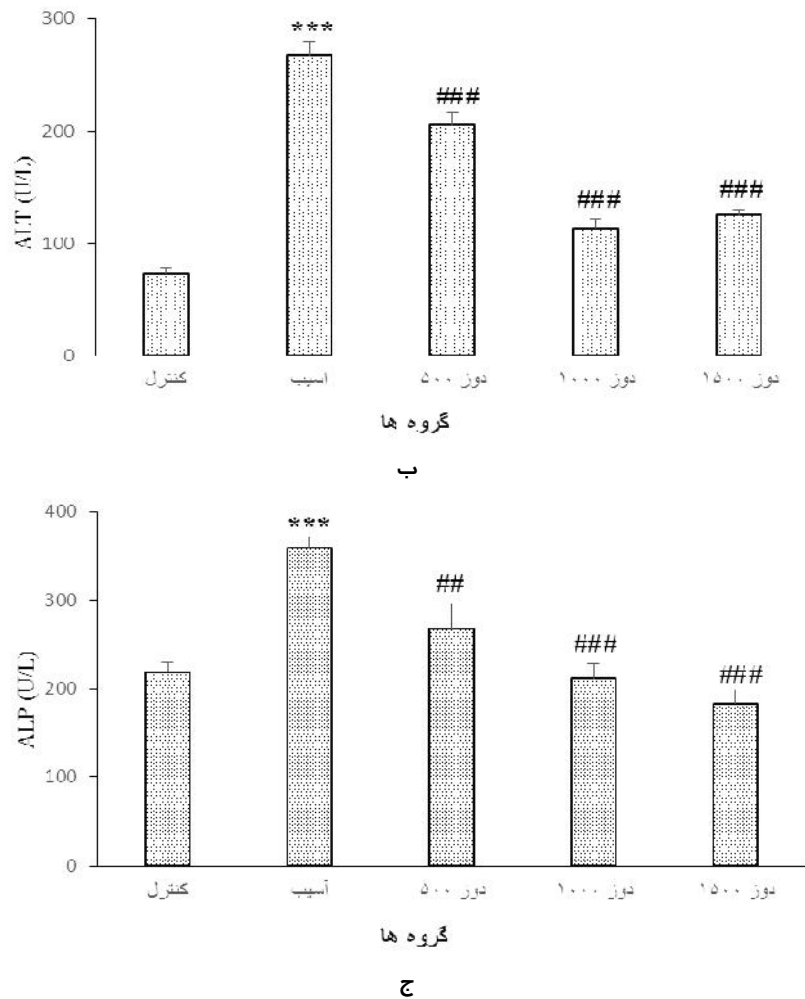 300
***
###
###
###
200
100
0
ALT (U/L)
کنترل
اسیب
دوز ۵۰۰
دوز ۱۰۰۰
دوز ۱۵۰۰
گروه ها
ب
400
***
##
###
###
300
200
100
0
ALP (U/L)
کنترل
آسیب
دوز ۵۰۰
دوز ۱۰۰۰
دوز ۱۵۰۰
گروه ها
ج